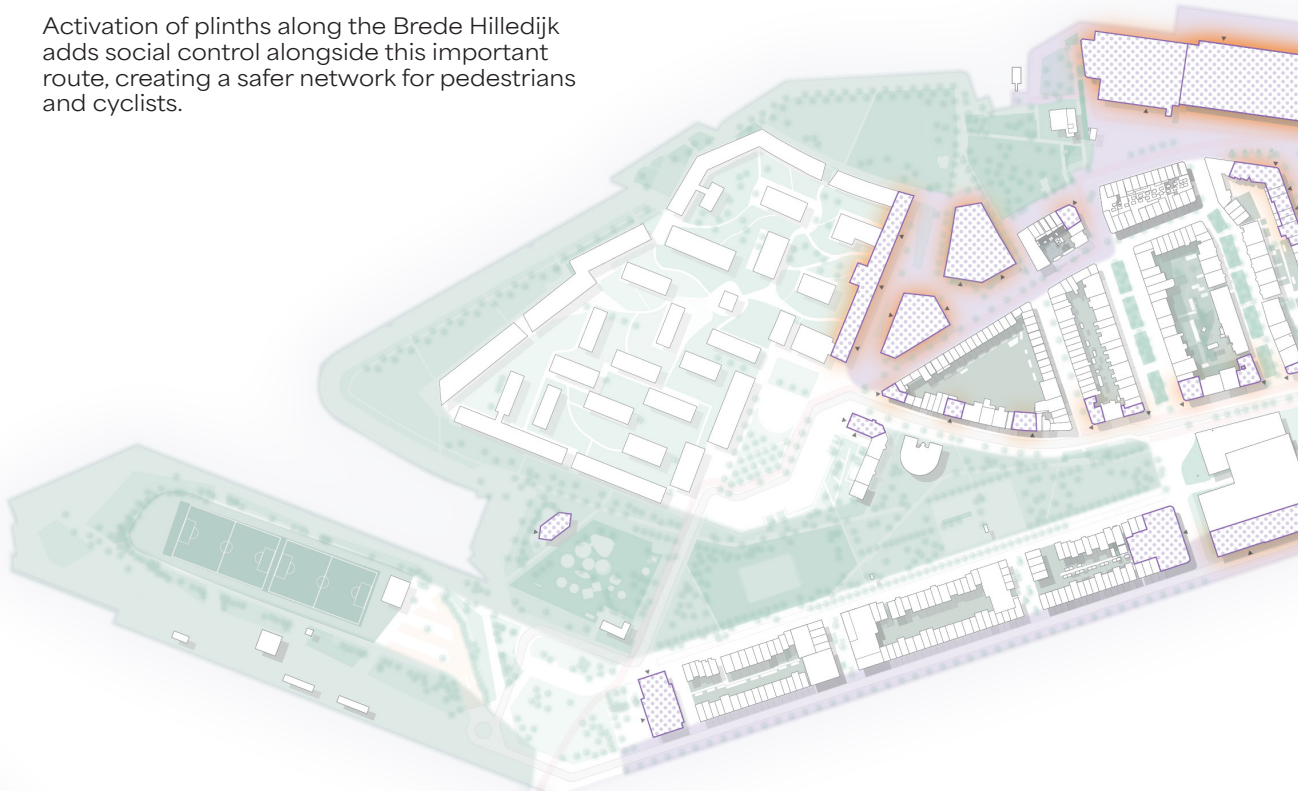 Activation of plinths along the Brede Hilledijk
adds social control alongside this important
route, creating a safer network for pedestrians
and cyclists.